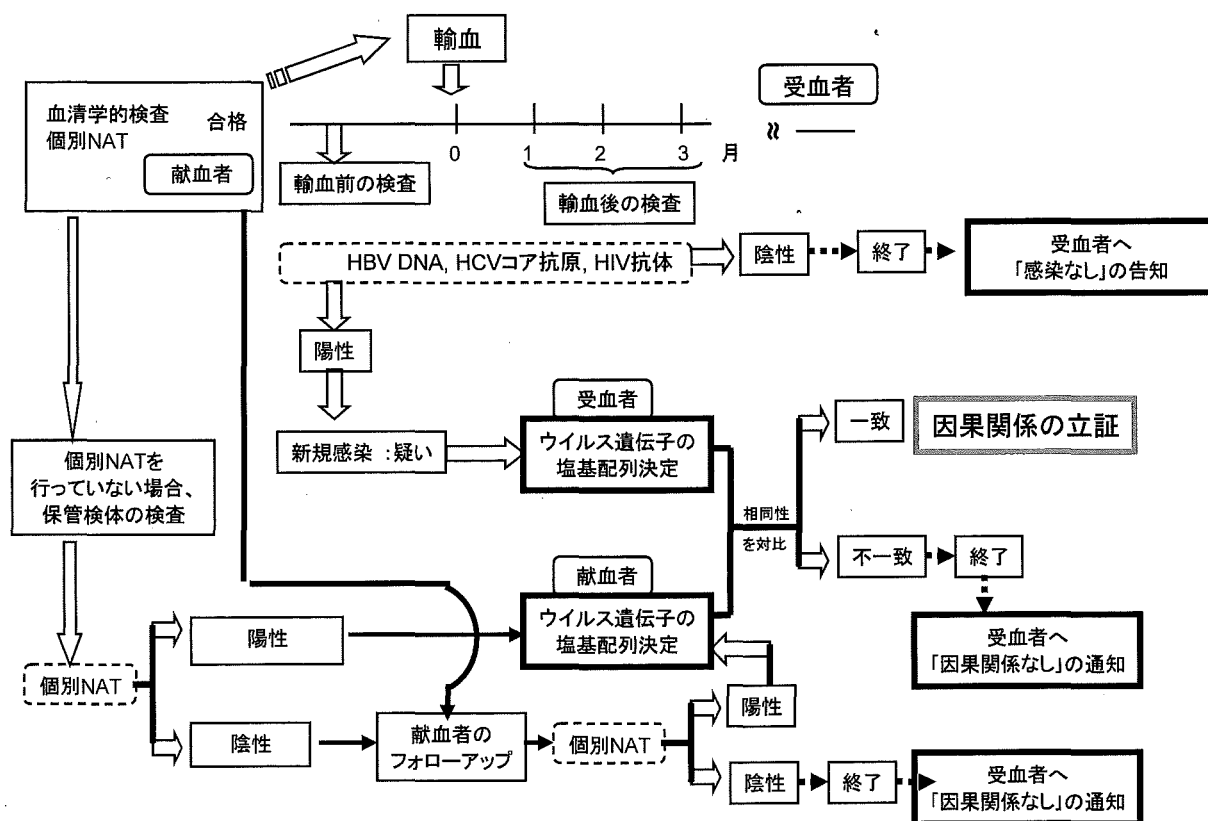 輸血
受血者
血清学的検査 合格
個別NAT
献血者
0 1 2 3 月
輸血前の検査
輸血後の検査
HBV DNA, HCVコア抗原, HIV抗体
陰性
終了
受血者へ
「感染なし」の告知
陽性
新規感染 :疑い
受血者
ウイルス遺伝子の
塩基配列決定
一致
因果関係の立証
個別NATを
行っていない場合、
保管検体の検査
相同性
を対比
不一致
終了
献血者
ウイルス遺伝子の
塩基配列決定
受血者へ
「因果関係なし」の通知
個別NAT
陽性
陰性
献血者の
フォローアップ
個別NAT
陽性
陰性
終了
受血者へ
「因果関係なし」の通知